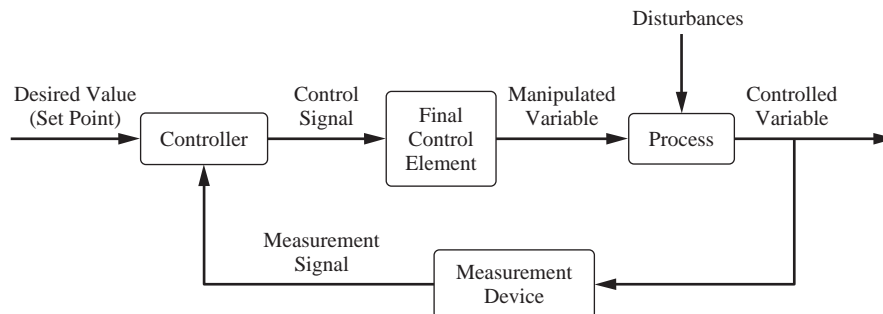 Disturbances
Desired Value
(Set Point)
Controller
Control
Signal
Final
Control
Element
Manipulated
Variable
Process
Controlled
Variable
Measurement
Signal
Measurement
Device